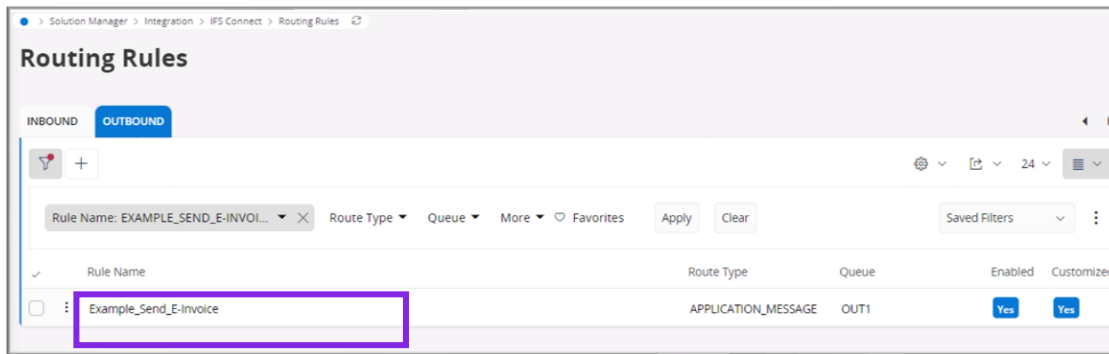 > Solution Manager > Integration > IFS Connect > Routing Rules
Routing Rules
INBOUND OUTBOUND
24
Rule Name: EXAMPLE_SEND_E-INVOI... Route Type Queue More Favorites Apply Clear Saved Filters
Rule Name Route Type Queue Enabled Customized
Example_Send_E-Invoice APPLICATION_MESSAGE OUT1 Yes Yes